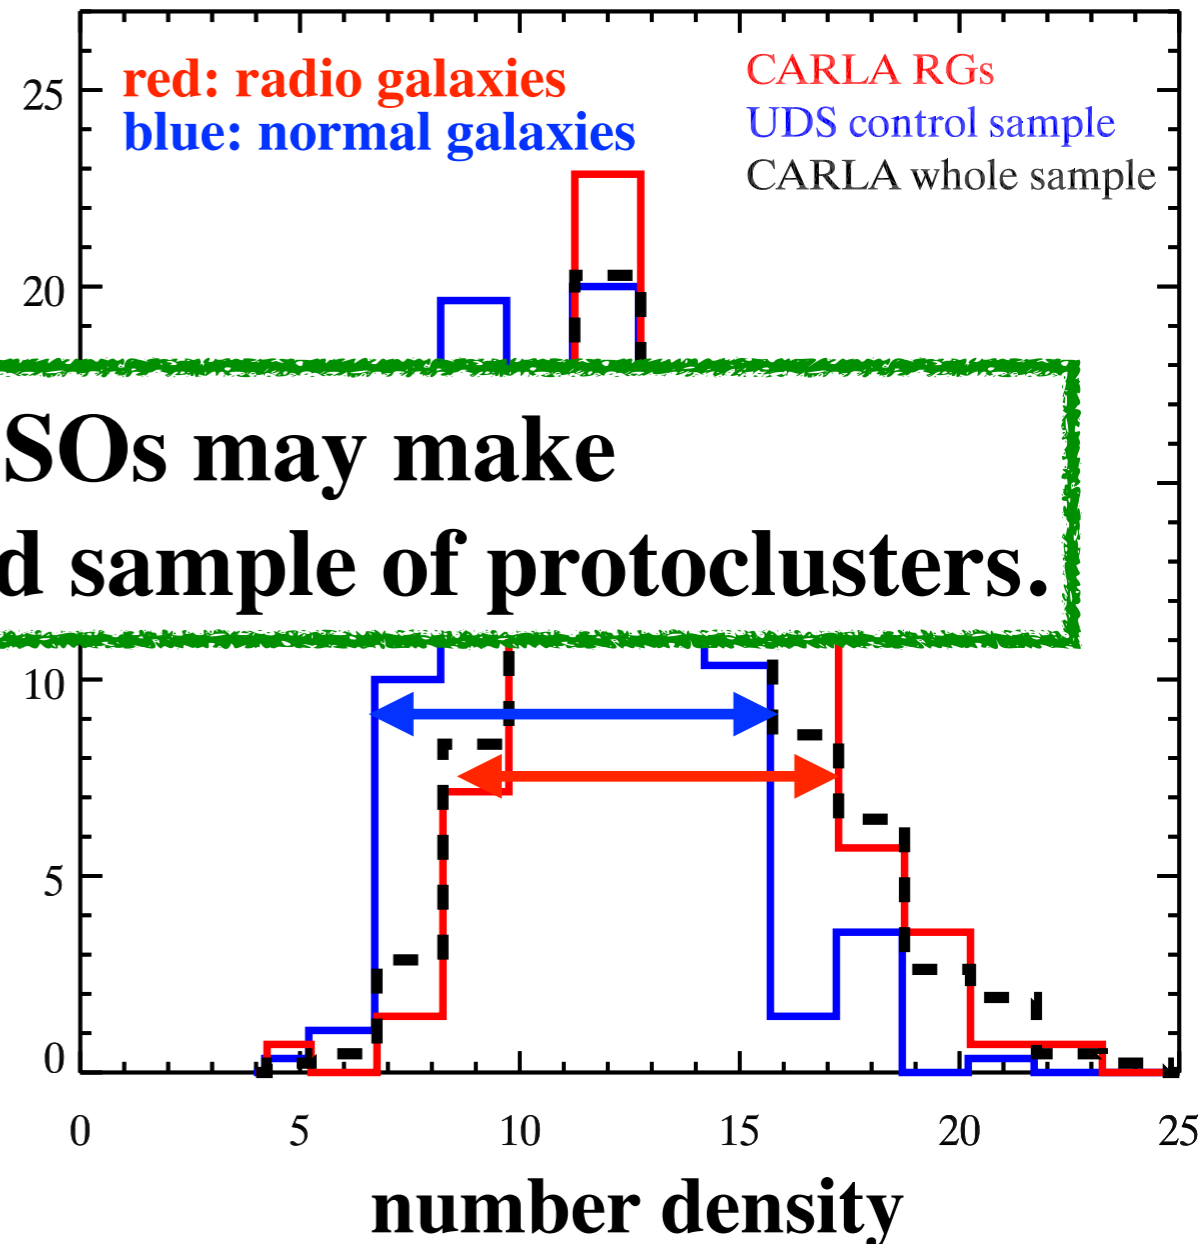 red: radio galaxies
blue: normal galaxies
CARLA RGs
UDS control sample
CARLA whole sample
25
20
SOs may make
d sample of protoclusters.
10
5
0
0 5 10 15 20 25
number density